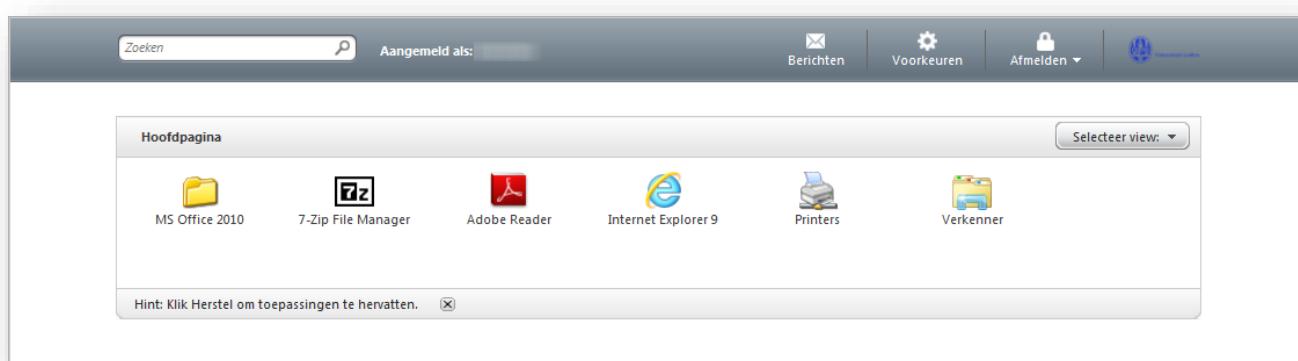 Zoeken
Aangemeld als:
Berichten
Voorkeuren
Afmelden
Hoofdpagina
Selecteer view:
7z
MS Office 2010
7-Zip File Manager
Adobe Reader
Internet Explorer 9
Printers
Verkenner
Hint: Klik Herstel om toepassingen te hervatten.